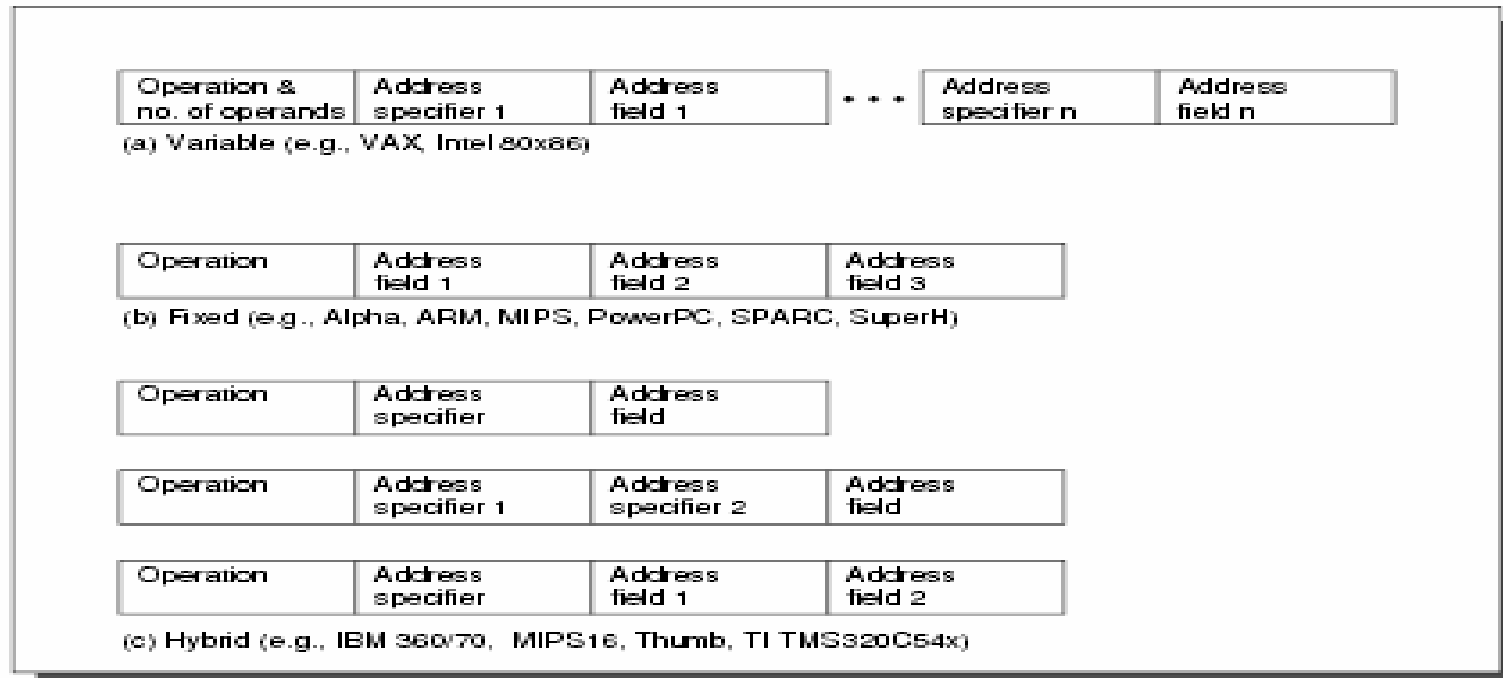 Operation & no. of operands
Address specifier 1
Address field 1
• • •
Address specifier n
Address field n
(a) Variable (e.g., VAX, Intel 80x86)
Operation
Address field 1
Address field 2
Address field 3
(b) Fixed (e.g., Alpha, ARM, MIPS, PowerPC, SPARC, SuperH)
Operation
Address specifier
Address field
Operation
Address specifier 1
Address specifier 2
Address field
Operation
Address specifier
Address field 1
Address field 2
(c) Hybrid (e.g., IBM 360/70, MIPS16, Thumb, TI TMS320C54x)